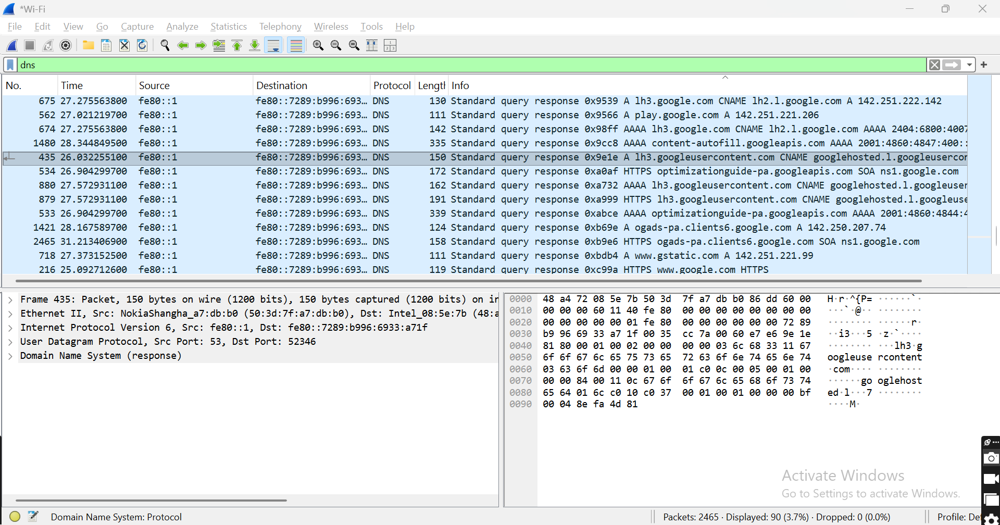 *Wi-Fi
File Edit View Go Capture Analyze Statistics Telephony Wireless Tools Help
dns
No. Time Source Destination Protocol Length Info
675 27.275563800 fe80::1 fe80::7289:b996:693… DNS 130 Standard query response 0x9539 A lh3.google.com CNAME lh2.l.google.com A 142.251.222.142
562 27.021219700 fe80::1 fe80::7289:b996:693… DNS 111 Standard query response 0x9566 A play.google.com A 142.251.221.206
674 27.275563800 fe80::1 fe80::7289:b996:693… DNS 142 Standard query response 0x98ff AAAA lh3.google.com CNAME lh2.l.google.com AAAA 2404:6800:4007
1480 28.344849500 fe80::1 fe80::7289:b996:693… DNS 335 Standard query response 0x9cc8 AAAA content-autofill.googleapis.com AAAA 2001:4860:4847:400::
435 26.032255100 fe80::1 fe80::7289:b996:693… DNS 150 Standard query response 0x9e1e A lh3.googleusercontent.com CNAME googlehosted.l.googleusercor
534 26.904299700 fe80::1 fe80::7289:b996:693… DNS 172 Standard query response 0xa0af HTTPS optimizationguide-pa.googleapis.com SOA ns1.google.com
880 27.572931100 fe80::1 fe80::7289:b996:693… DNS 162 Standard query response 0xa732 AAAA lh3.googleusercontent.com CNAME googlehosted.l.googleuser
879 27.572931100 fe80::1 fe80::7289:b996:693… DNS 191 Standard query response 0xa999 HTTPS lh3.googleusercontent.com CNAME googlehosted.l.googleuse
533 26.904299700 fe80::1 fe80::7289:b996:693… DNS 339 Standard query response 0xabce AAAA optimizationguide-pa.googleapis.com AAAA 2001:4860:4844:4
1421 28.167589700 fe80::1 fe80::7289:b996:693… DNS 124 Standard query response 0xb69e A ogads-pa.clients6.google.com A 142.250.207.74
2465 31.213406900 fe80::1 fe80::7289:b996:693… DNS 158 Standard query response 0xb9e6 HTTPS ogads-pa.clients6.google.com SOA ns1.google.com
718 27.373152500 fe80::1 fe80::7289:b996:693… DNS 111 Standard query response 0xbdb4 A www.gstatic.com A 142.251.221.99
216 25.092712600 fe80::1 fe80::7289:b996:693… DNS 119 Standard query response 0xc99a HTTPS www.google.com HTTPS
Frame 435: Packet, 150 bytes on wire (1200 bits), 150 bytes captured (1200 bits) on in
Ethernet II, Src: NokiaShangha_a7:db:b0 (50:3d:7f:a7:db:b0), Dst: Intel_08:5e:7b (48:a
Internet Protocol Version 6, Src: fe80::1, Dst: fe80::7289:b996:6933:a71f
User Datagram Protocol, Src Port: 53, Dst Port: 52346
Domain Name System (response)
0000 48 a4 72 08 5e 7b 50 3d 7f a7 db b0 86 dd 60 00 H·r·^{P= ······`·
0010 00 00 00 60 11 40 fe 80 00 00 00 00 00 00 00 00 ···`·@·· ········
0020 00 00 00 00 00 01 fe 80 00 00 00 00 00 00 72 89 ········ ······r·
0030 b9 96 69 33 a7 1f 00 35 cc 7a 00 60 e7 e6 9e 1e ··i3···5 ·z·`····
0040 81 80 00 01 00 02 00 00 00 00 03 6c 68 33 11 67 ········ ···lh3·g
0050 6f 6f 67 6c 65 75 73 65 72 63 6f 6e 74 65 6e 74 oogleuse rcontent
0060 03 63 6f 6d 00 00 01 00 01 c0 0c 00 05 00 01 00 ·com···· ········
0070 00 00 84 00 11 0c 67 6f 6f 67 6c 65 68 6f 73 74 ······go oglehost
0080 65 64 01 6c c0 10 c0 37 00 01 00 01 00 00 00 bf ed·l···7 ········
0090 00 04 8e fa 4d 81 ····M·
Activate Windows
Go to Settings to activate Windows.
Domain Name System: Protocol
Packets: 2465 · Displayed: 90 (3.7%) · Dropped: 0 (0.0%)
Profile: De